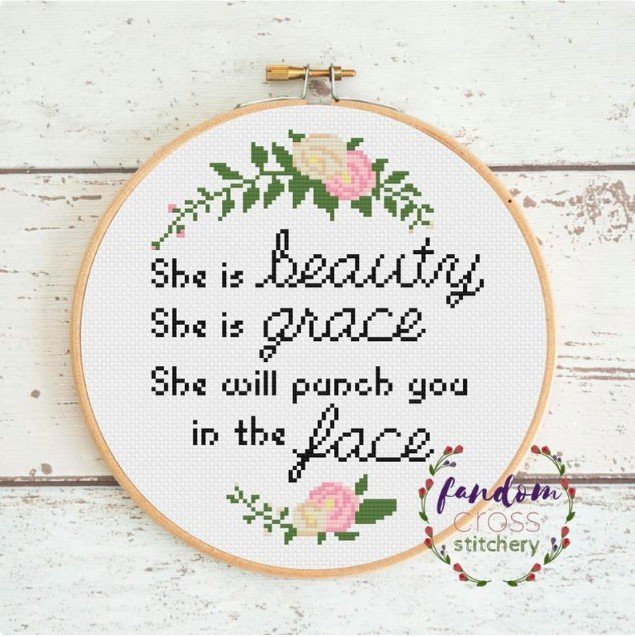 She is beauty
She is grace
She will punch you
in the face
fandom
cross
stitchery